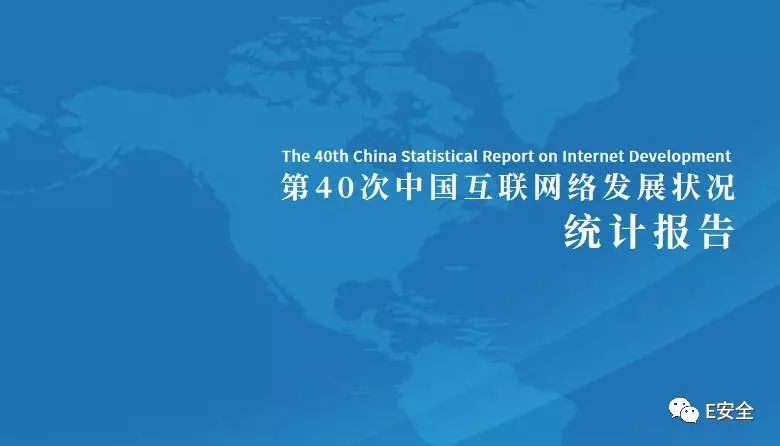 The 40th China Statistical Report on Internet Development
第40次中国互联网络发展状况
统计报告
E安全